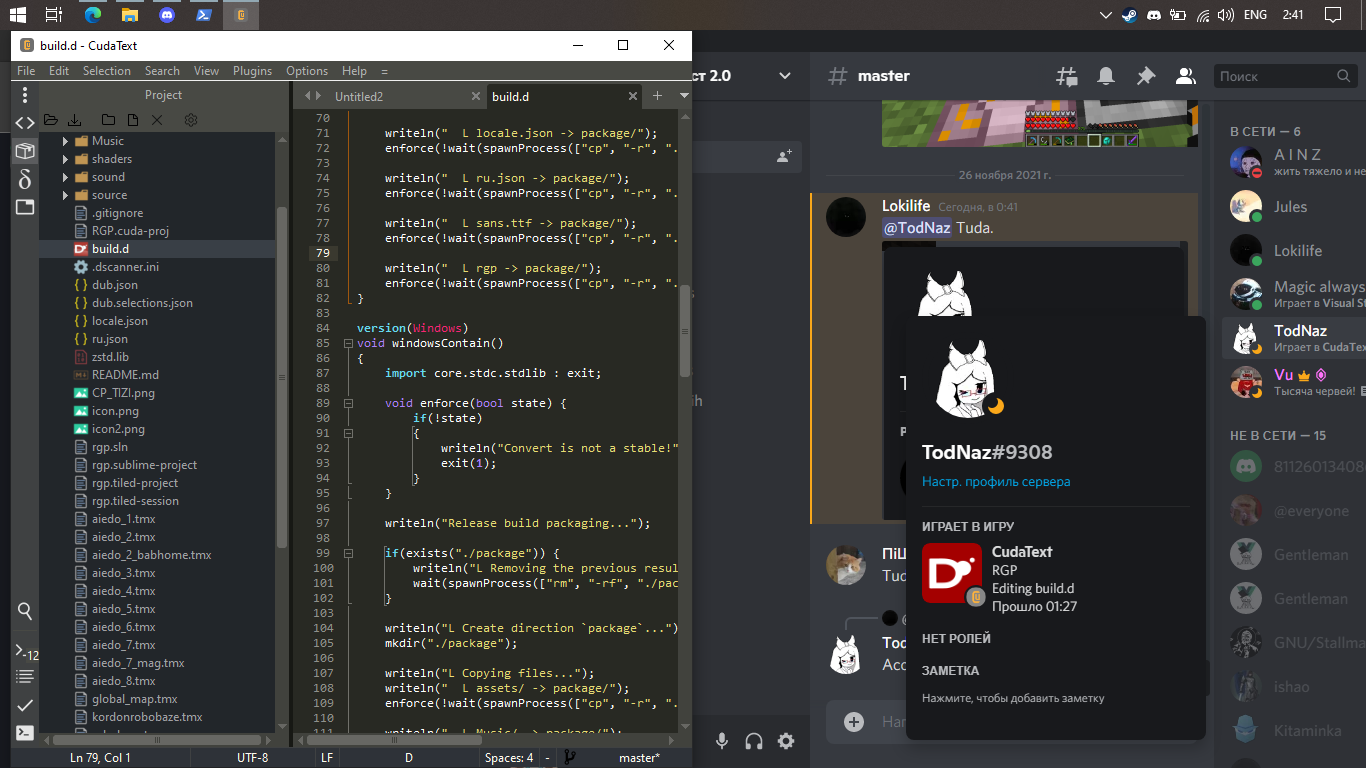 ENG
2:41
build.d - CudaText
File Edit Selection Search View Plugins Options Help =
Project
Untitled2
build.d
Music
shaders
sound
source
.gitignore
RGP.cuda-proj
build.d
.dscanner.ini
dub.json
dub.selections.json
locale.json
ru.json
zstd.lib
README.md
CP_TIZI.png
icon.png
icon2.png
rgp.sln
rgp.sublime-project
rgp.tiled-project
rgp.tiled-session
aiedo_1.tmx
aiedo_2.tmx
aiedo_2_babhome.tmx
aiedo_3.tmx
aiedo_4.tmx
aiedo_5.tmx
aiedo_6.tmx
aiedo_7.tmx
aiedo_7_mag.tmx
aiedo_8.tmx
global_map.tmx
kordonrobobaze.tmx
-12
70
71 writeln("  L locale.json -> package/");
72 enforce(!wait(spawnProcess(["cp", "-r", ".
73
74 writeln("  L ru.json -> package/");
75 enforce(!wait(spawnProcess(["cp", "-r", ".
76
77 writeln("  L sans.ttf -> package/");
78 enforce(!wait(spawnProcess(["cp", "-r", ".
79
80 writeln("  L rgp -> package/");
81 enforce(!wait(spawnProcess(["cp", "-r", ".
82 }
83
84 version(Windows)
85 void windowsContain()
86 {
87 import core.stdc.stdlib : exit;
88
89 void enforce(bool state) {
90 if(!state)
91 {
92 writeln("Convert is not a stable!"
93 exit(1);
94 }
95 }
96
97 writeln("Release build packaging...");
98
99 if(exists("./package")) {
100 writeln("L Removing the previous resul
101 wait(spawnProcess(["rm", "-rf", "./pac
102 }
103
104 writeln("L Create direction `package`...")
105 mkdir("./package");
106
107 writeln("L Copying files...");
108 writeln("  L assets/ -> package/");
109 enforce(!wait(spawnProcess(["cp", "-r", ".
110
111 writeln("  L Music/ -> package/");
Ln 79, Col 1
UTF-8
LF
D
Spaces: 4
-
master*
ст 2.0
master
Поиск
26 ноября 2021 г.
Lokilife Сегодня, в 0:41
@TodNaz Tuda.
TodNaz#9308
Настр. профиль сервера
ИГРАЕТ В ИГРУ
CudaText
RGP
Editing build.d
Прошло 01:27
НЕТ РОЛЕЙ
ЗАМЕТКА
Нажмите, чтобы добавить заметку
В СЕТИ — 6
A I N Z
жить тяжело и не
Jules
Lokilife
Magic always
Играет в Visual St
TodNaz
Играет в CudaText
Vu
Тысяча червей!
НЕ В СЕТИ — 15
81126013408
@everyone
Gentleman
Gentleman
GNU/Stallma
ishao
Kitaminka